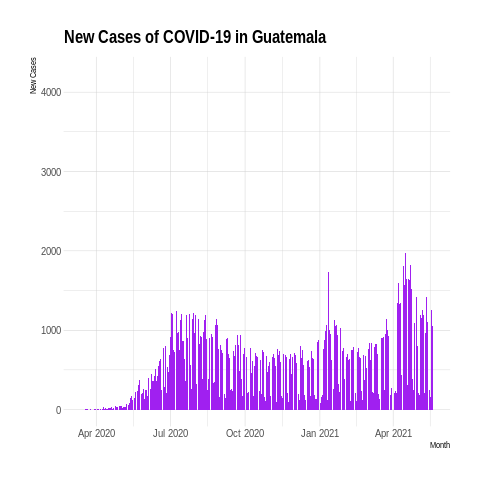 New Cases of COVID-19 in Guatemala
New Cases
4000
3000
2000
1000
0
Apr 2020 Jul 2020 Oct 2020 Jan 2021 Apr 2021
Month